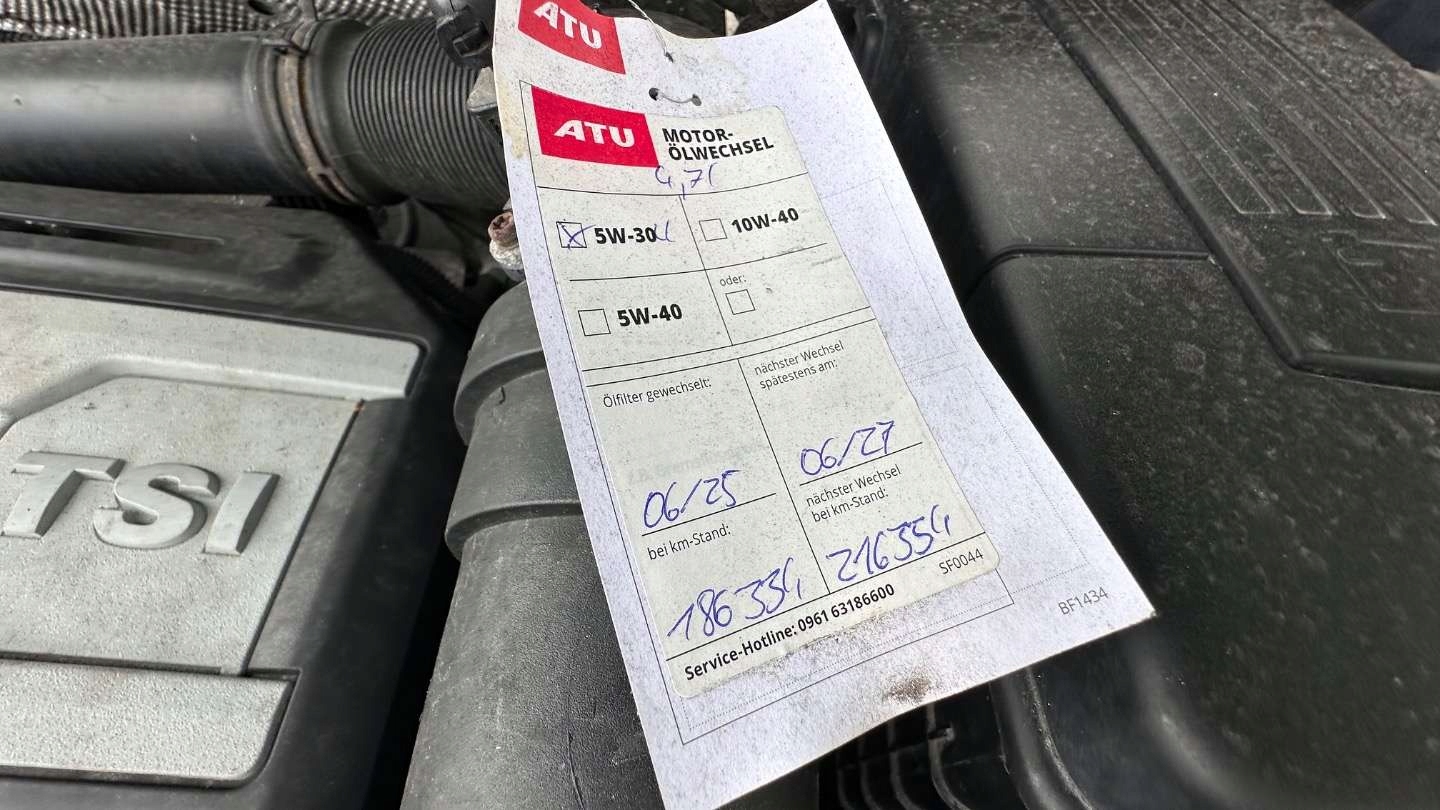 ATU
ATU MOTOR-
ÖLWECHSEL
4,7l
5W-30
10W-40
5W-40
oder:
Ölfilter gewechselt:
nächster Wechsel
spätestens am:
06/25
06/27
bei km-Stand:
nächster Wechsel
bei km-Stand:
186334
216334
Service-Hotline: 0961 63186600
SF0044
BF1434
TSI